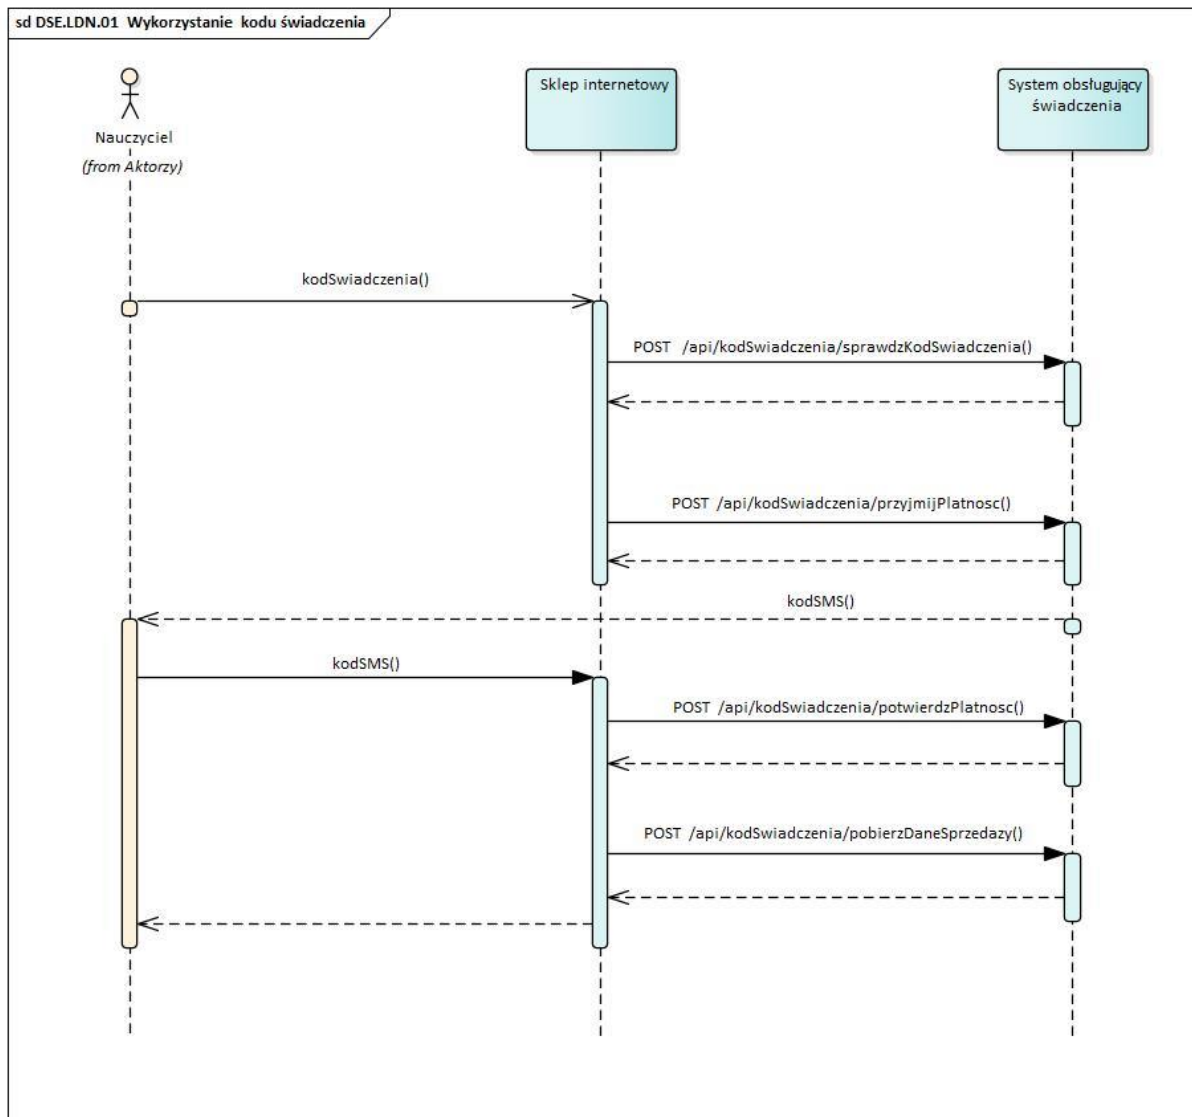 sd DSE.LDN.01 Wykorzystanie kodu świadczenia
Sklep internetowy
System obsługujący
świadczenia
Nauczyciel
(from Aktorzy)
kodSwiadczenia()
POST /api/kodSwiadczenia/sprawdzKodSwiadczenia()
POST /api/kodSwiadczenia/przyjmijPlatnosc()
kodSMS()
kodSMS()
POST /api/kodSwiadczenia/potwierdzPlatnosc()
POST /api/kodSwiadczenia/pobierzDaneSprzedazy()